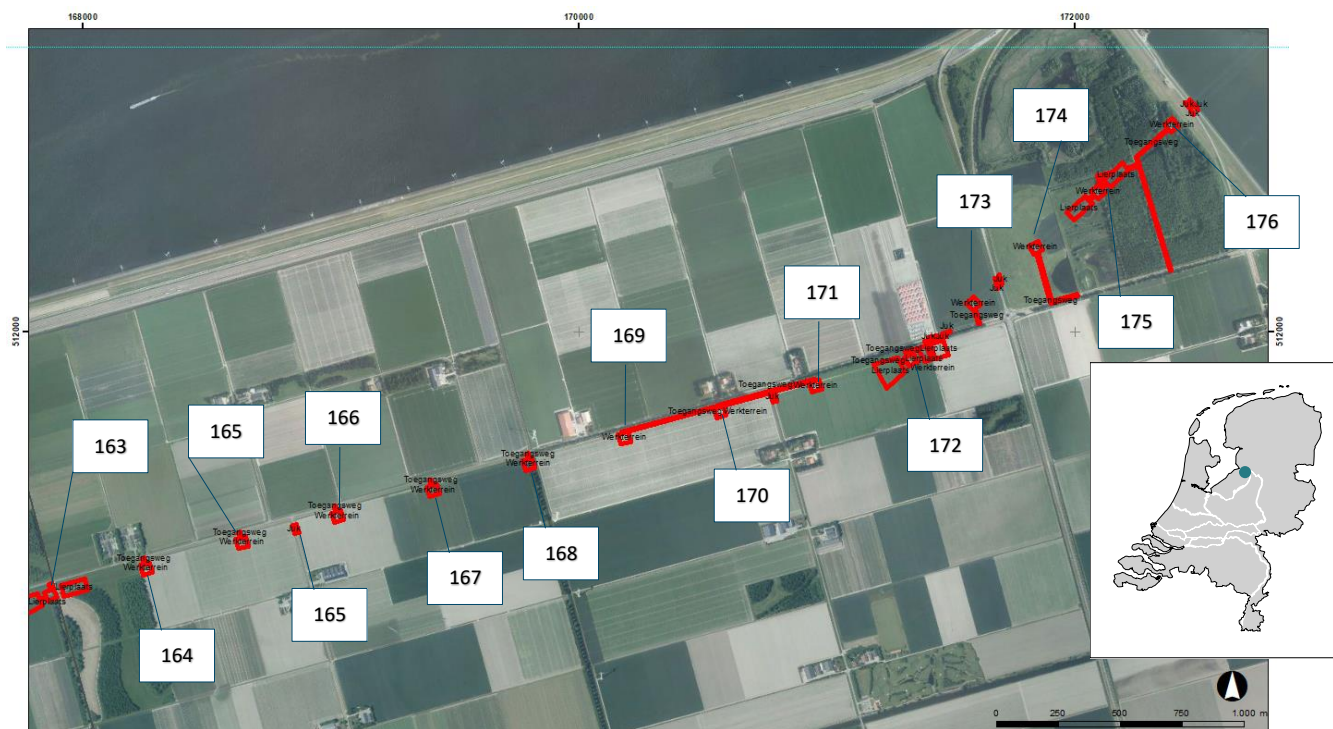 168000
170000
172000
JukJuk
Juk
Werkterrein
Toegangsweg
174
Lierplaats
Werkterrein
Lierplaats
173
176
Werkterrein
Juk
Juk
Werkterrein
Toegangsweg
Toegangsweg
171
175
512000
512000
169
Juk
JukJuk
Toegangsweg
Lierplaats
Toegangsweg
Lierplaats
Werkterrein
Toegangsweg
Werkterrein
Juk
Toegangsweg
Werkterrein
Werkterrein
172
166
165
163
170
Toegangsweg
Werkterrein
168
Toegangsweg
Werkterrein
167
Toegangsweg
Werkterrein
Juk
165
Toegangsweg
Werkterrein
Toegangsweg
Werkterrein
164
Lierplaats
Lierplaats
0 250 500 750 1.000 m